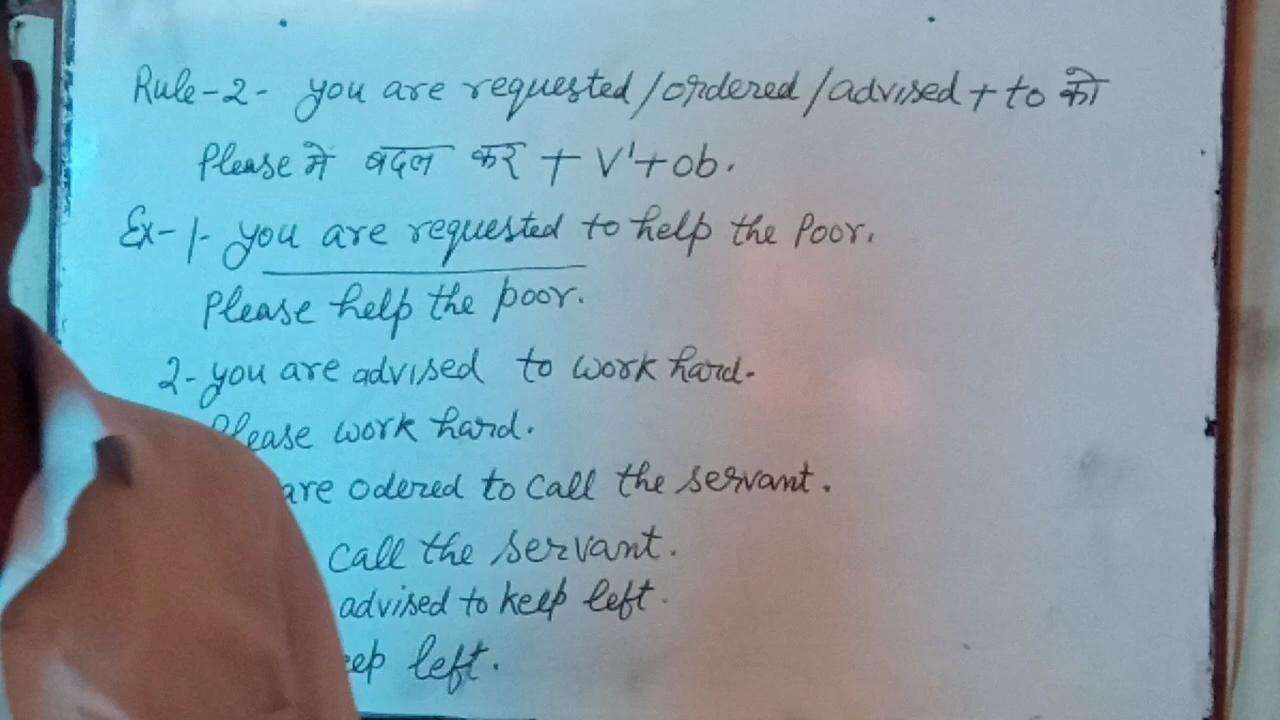 Rule-2- you are requested/ordered/advised + to को
Please मे बदल कर + V¹+ob.
Ex-1- you are requested to help the Poor.
Please help the poor.
2- you are advised to work hard.
Please work hard.
are odered to call the servant.
call the servant.
advised to keep left.
eep left.